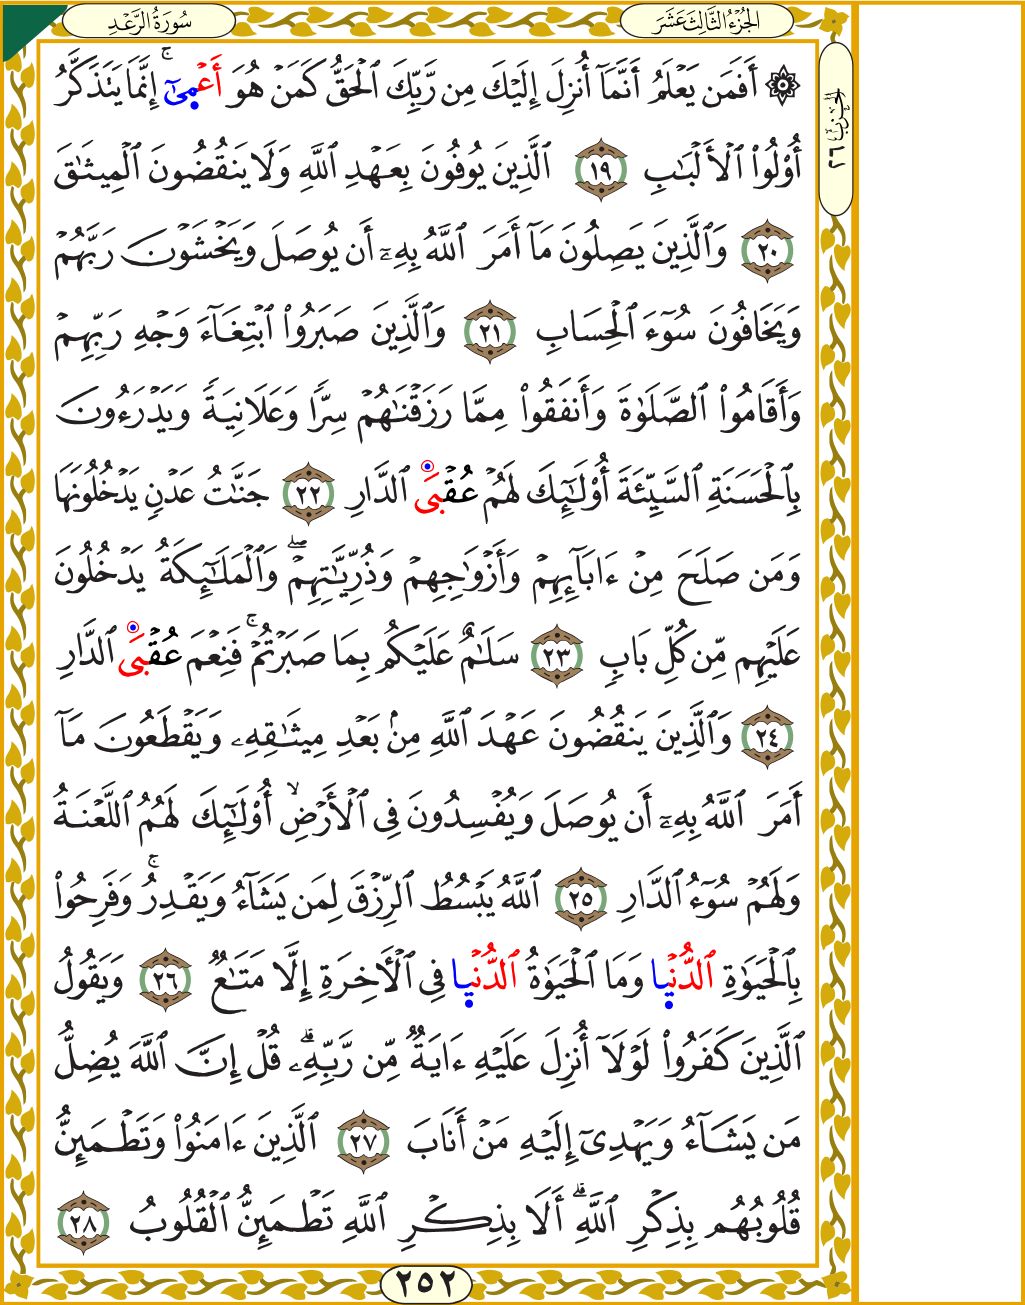 سُورَةُ الرَّعْدِ
الجُزْءُ الثَّالِثَ عَشَرَ
الحِزْبُ ٢٦
۞ أَفَمَن يَعْلَمُ أَنَّمَآ أُنزِلَ إِلَيْكَ مِن رَّبِّكَ ٱلْحَقُّ كَمَنْ هُوَ أَعْمَىٰٓ ۚ إِنَّمَا يَتَذَكَّرُ
أُو۟لُوا۟ ٱلْأَلْبَـٰبِ ١٩ ٱلَّذِينَ يُوفُونَ بِعَهْدِ ٱللَّهِ وَلَا يَنقُضُونَ ٱلْمِيثَـٰقَ
٢٠ وَٱلَّذِينَ يَصِلُونَ مَآ أَمَرَ ٱللَّهُ بِهِۦٓ أَن يُوصَلَ وَيَخْشَوْنَ رَبَّهُمْ
وَيَخَافُونَ سُوٓءَ ٱلْحِسَابِ ٢١ وَٱلَّذِينَ صَبَرُوا۟ ٱبْتِغَآءَ وَجْهِ رَبِّهِمْ
وَأَقَامُوا۟ ٱلصَّلَوٰةَ وَأَنفَقُوا۟ مِمَّا رَزَقْنَـٰهُمْ سِرًّا وَعَلَانِيَةً وَيَدْرَءُونَ
بِٱلْحَسَنَةِ ٱلسَّيِّئَةَ أُو۟لَـٰٓئِكَ لَهُمْ عُقْبَى ٱلدَّارِ ٢٢ جَنَّـٰتُ عَدْنٍ يَدْخُلُونَهَا
وَمَن صَلَحَ مِنْ ءَابَآئِهِمْ وَأَزْوَٰجِهِمْ وَذُرِّيَّـٰتِهِمْ ۖ وَٱلْمَلَـٰٓئِكَةُ يَدْخُلُونَ
عَلَيْهِم مِّن كُلِّ بَابٍ ٢٣ سَلَـٰمٌ عَلَيْكُم بِمَا صَبَرْتُمْ ۚ فَنِعْمَ عُقْبَى ٱلدَّارِ
٢٤ وَٱلَّذِينَ يَنقُضُونَ عَهْدَ ٱللَّهِ مِنۢ بَعْدِ مِيثَـٰقِهِۦ وَيَقْطَعُونَ مَآ
أَمَرَ ٱللَّهُ بِهِۦٓ أَن يُوصَلَ وَيُفْسِدُونَ فِى ٱلْأَرْضِ ۙ أُو۟لَـٰٓئِكَ لَهُمُ ٱللَّعْنَةُ
وَلَهُمْ سُوٓءُ ٱلدَّارِ ٢٥ ٱللَّهُ يَبْسُطُ ٱلرِّزْقَ لِمَن يَشَآءُ وَيَقْدِرُ ۚ وَفَرِحُوا۟
بِٱلْحَيَوٰةِ ٱلدُّنْيَا وَمَا ٱلْحَيَوٰةُ ٱلدُّنْيَا فِى ٱلْـَٔاخِرَةِ إِلَّا مَتَـٰعٌ ٢٦ وَيَقُولُ
ٱلَّذِينَ كَفَرُوا۟ لَوْلَآ أُنزِلَ عَلَيْهِ ءَايَةٌ مِّن رَّبِّهِۦ ۗ قُلْ إِنَّ ٱللَّهَ يُضِلُّ
مَن يَشَآءُ وَيَهْدِىٓ إِلَيْهِ مَنْ أَنَابَ ٢٧ ٱلَّذِينَ ءَامَنُوا۟ وَتَطْمَئِنُّ
قُلُوبُهُم بِذِكْرِ ٱللَّهِ ۗ أَلَا بِذِكْرِ ٱللَّهِ تَطْمَئِنُّ ٱلْقُلُوبُ ٢٨
٢٥٢